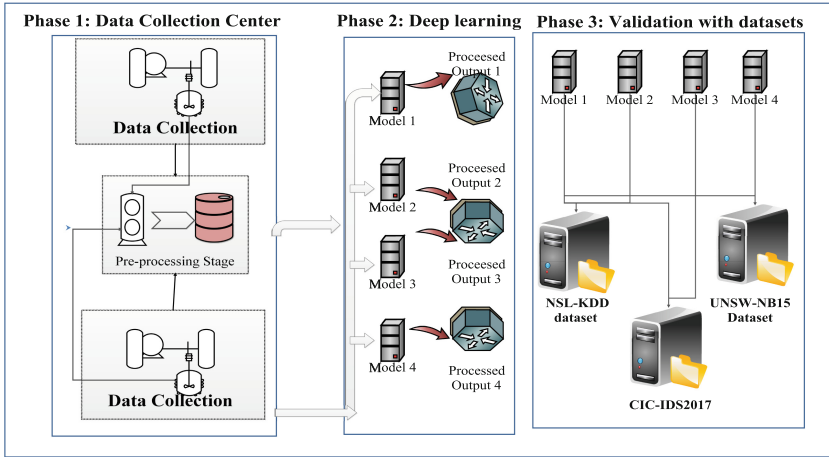 Phase 1: Data Collection Center
Data Collection
Pre-processing Stage
Data Collection
Phase 2: Deep learning
Proceesed
Output 1
Model 1
Proceesed
Output 2
Model 2
Model 3
Proceesed
Output 3
Model 4
Proceesed
Output 4
Phase 3: Validation with datasets
Model 1
Model 2
Model 3
Model 4
NSL-KDD
dataset
UNSW-NB15
Dataset
CIC-IDS2017